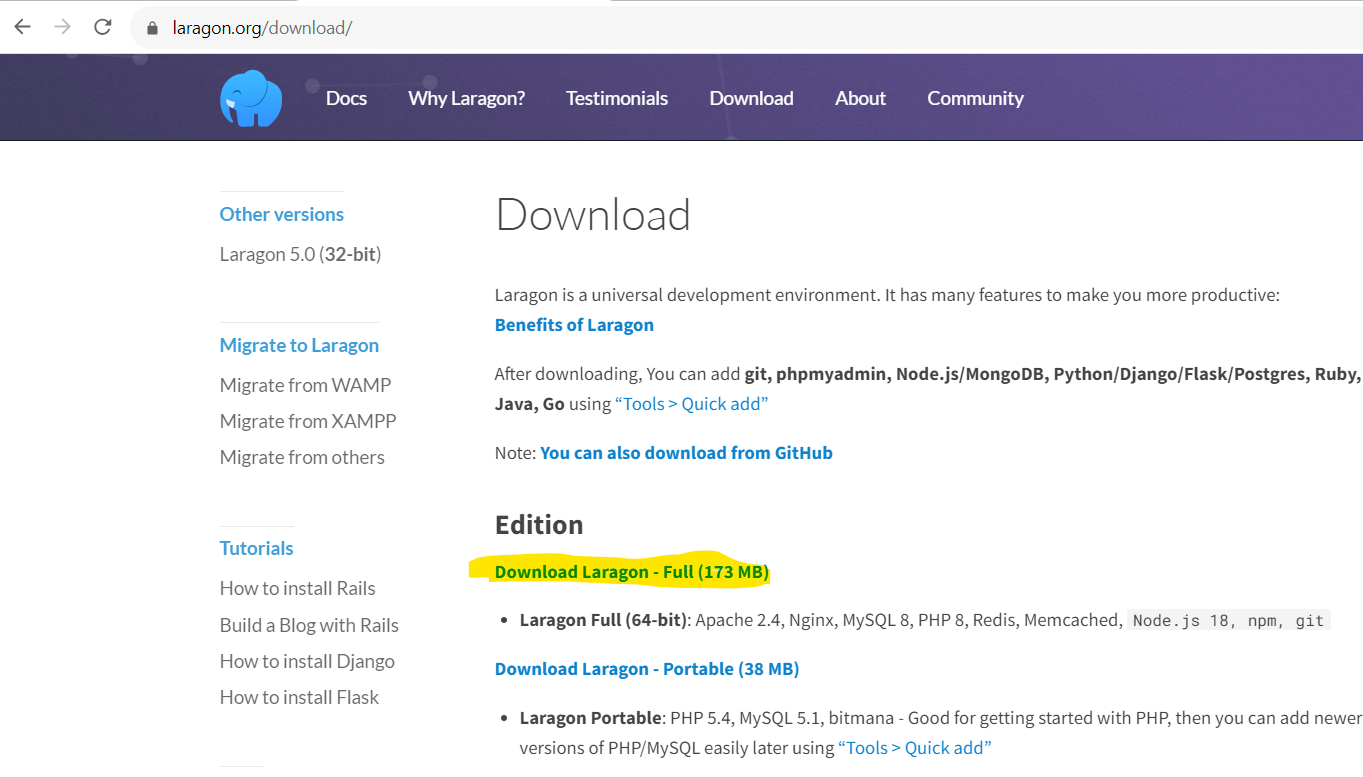 laragon.org/download/
Docs Why Laragon? Testimonials Download About Community
Other versions
Laragon 5.0 (32-bit)
Migrate to Laragon
Migrate from WAMP
Migrate from XAMPP
Migrate from others
Tutorials
How to install Rails
Build a Blog with Rails
How to install Django
How to install Flask
Download
Laragon is a universal development environment. It has many features to make you more productive:
Benefits of Laragon
After downloading, You can add git, phpmyadmin, Node.js/MongoDB, Python/Django/Flask/Postgres, Ruby,
Java, Go using “Tools > Quick add”
Note: You can also download from GitHub
Edition
Download Laragon - Full (173 MB)
• Laragon Full (64-bit): Apache 2.4, Nginx, MySQL 8, PHP 8, Redis, Memcached, Node.js 18, npm, git
Download Laragon - Portable (38 MB)
• Laragon Portable: PHP 5.4, MySQL 5.1, bitmana - Good for getting started with PHP, then you can add newer
versions of PHP/MySQL easily later using “Tools > Quick add”